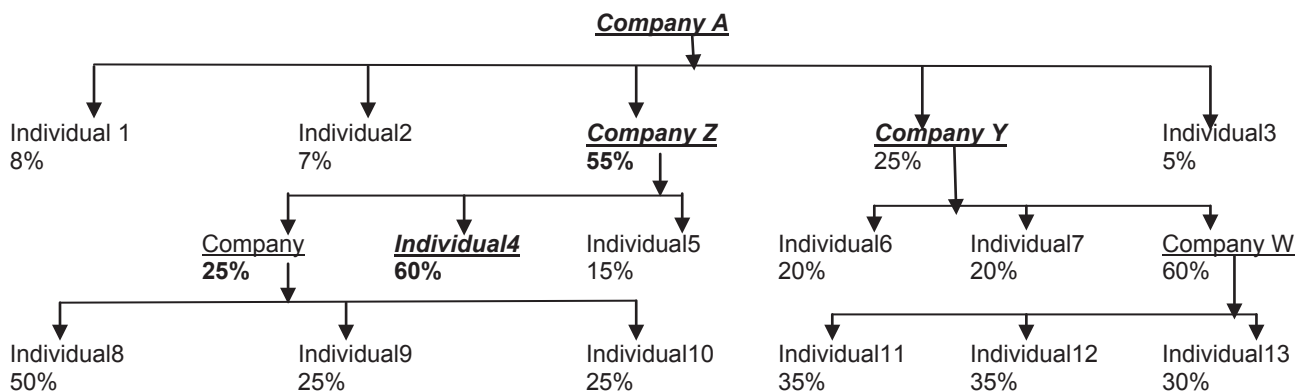 Company A
Individual 1 Individual2 Company Z Company Y Individual3
8% 7% 55% 25% 5%
Company Individual4 Individual5 Individual6 Individual7 Company W
25% 60% 15% 20% 20% 60%
Individual8 Individual9 Individual10 Individual11 Individual12 Individual13
50% 25% 25% 35% 35% 30%